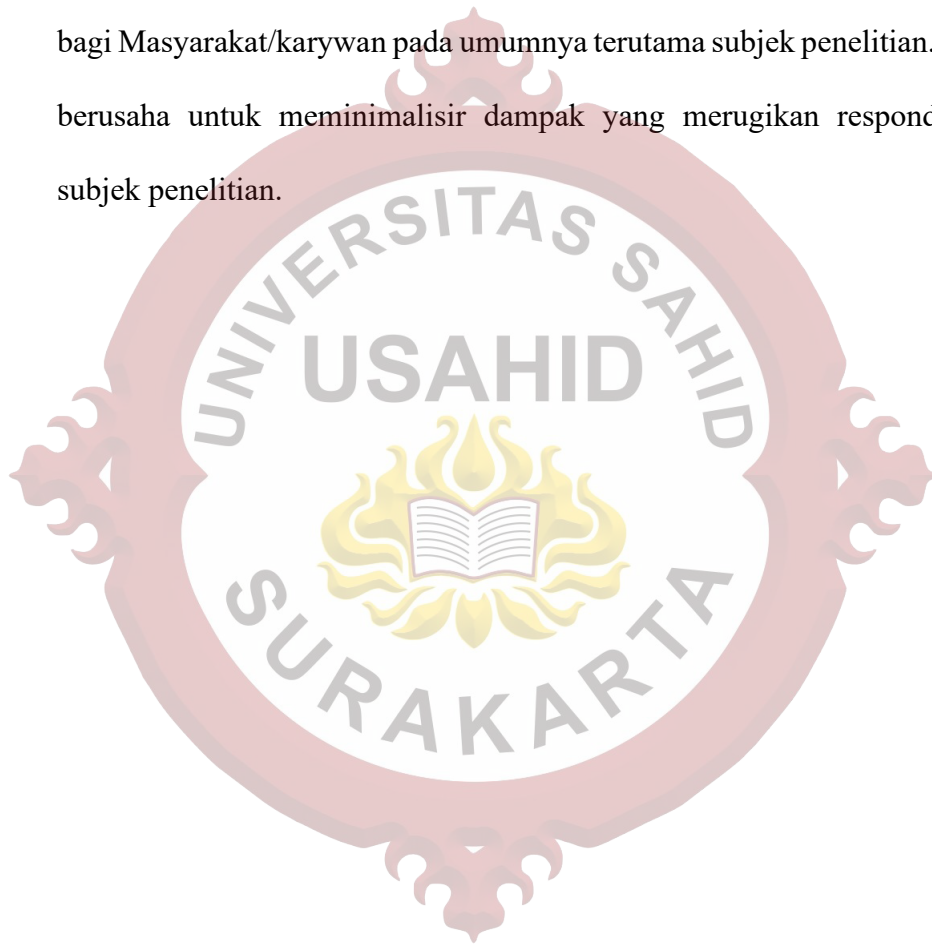 bagi Masyarakat/karywan pada umumnya terutama subjek penelitian.
berusaha untuk meminimalisir dampak yang merugikan respond
subjek penelitian.
UNIVERSITAS SAHID
USAHID
SURAKARTA